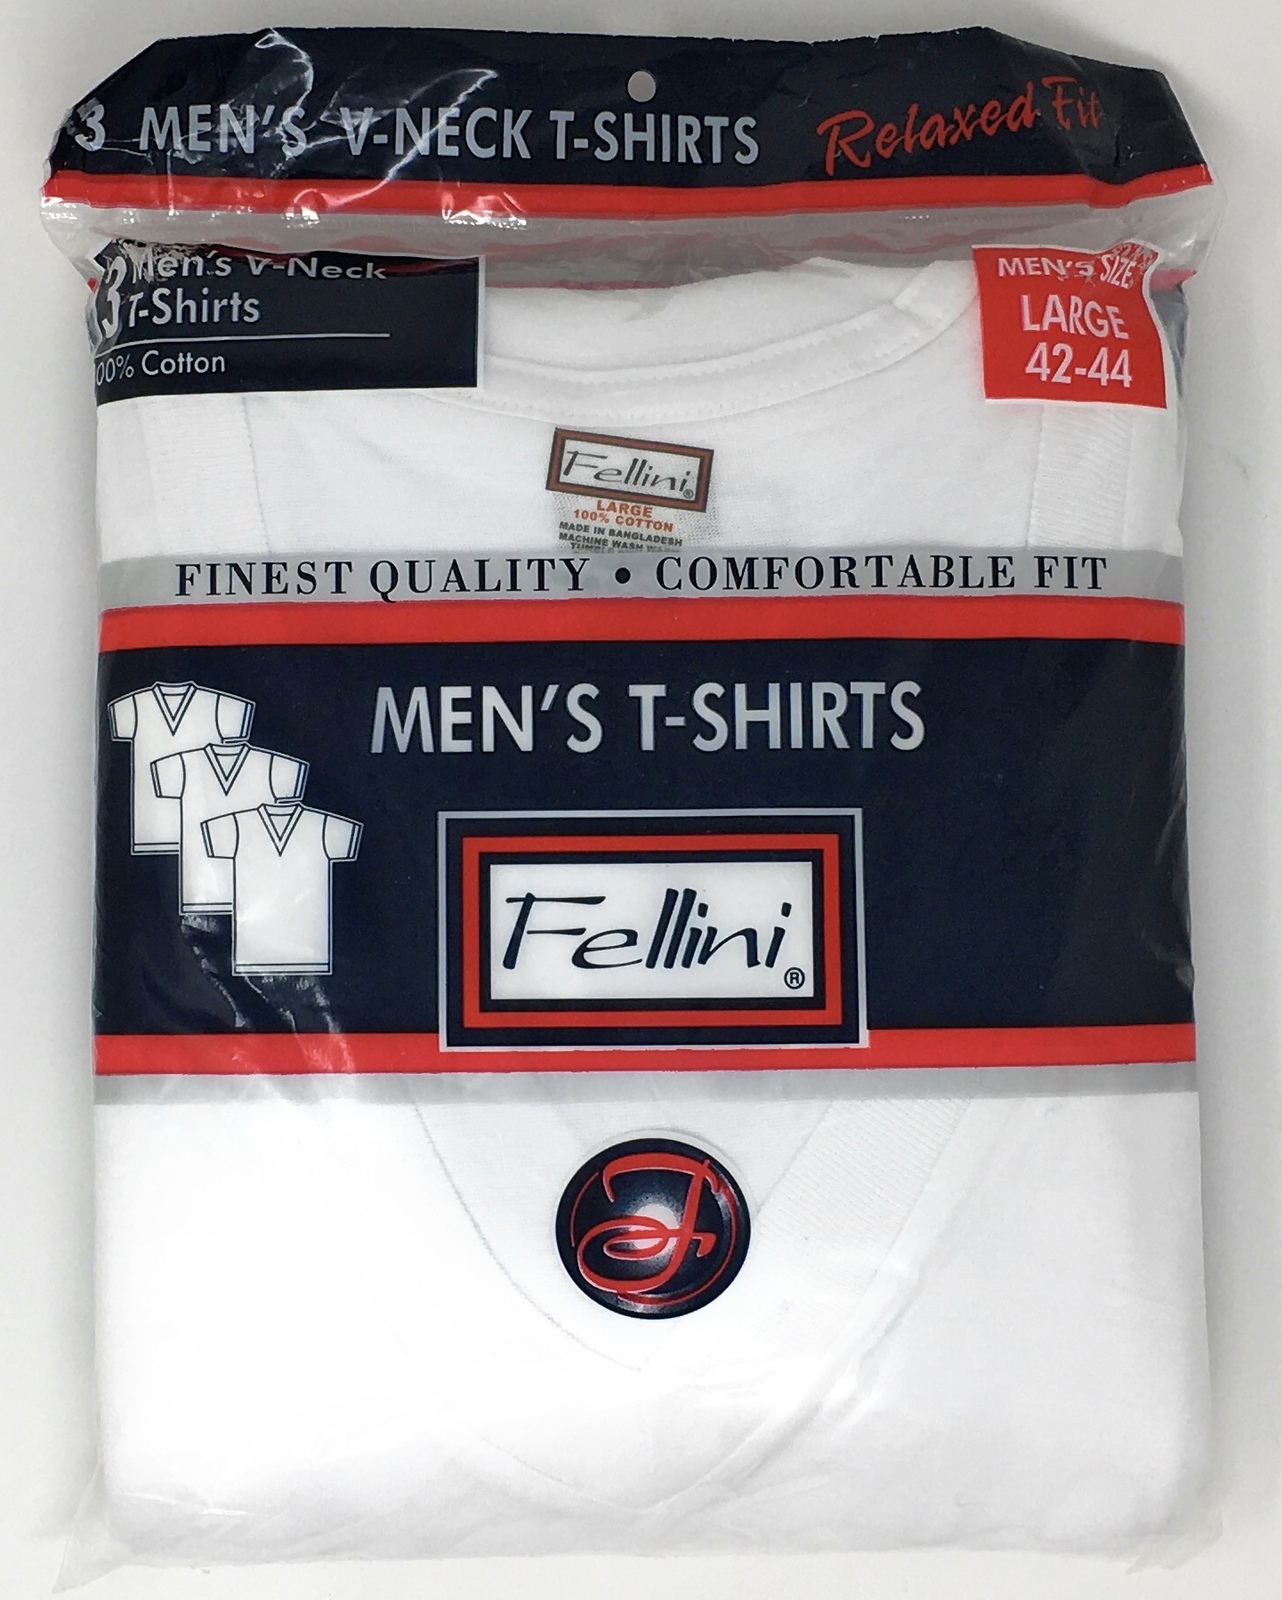 3 MEN'S V-NECK T-SHIRTS Relaxed Fit
3 Men's V-Neck
T-Shirts
100% Cotton
MEN'S SIZE
LARGE
42-44
Fellini®
LARGE
100% COTTON
MADE IN BANGLADESH
MACHINE WASH WARM
TUMBLE
FINEST QUALITY • COMFORTABLE FIT
MEN'S T-SHIRTS
Fellini®